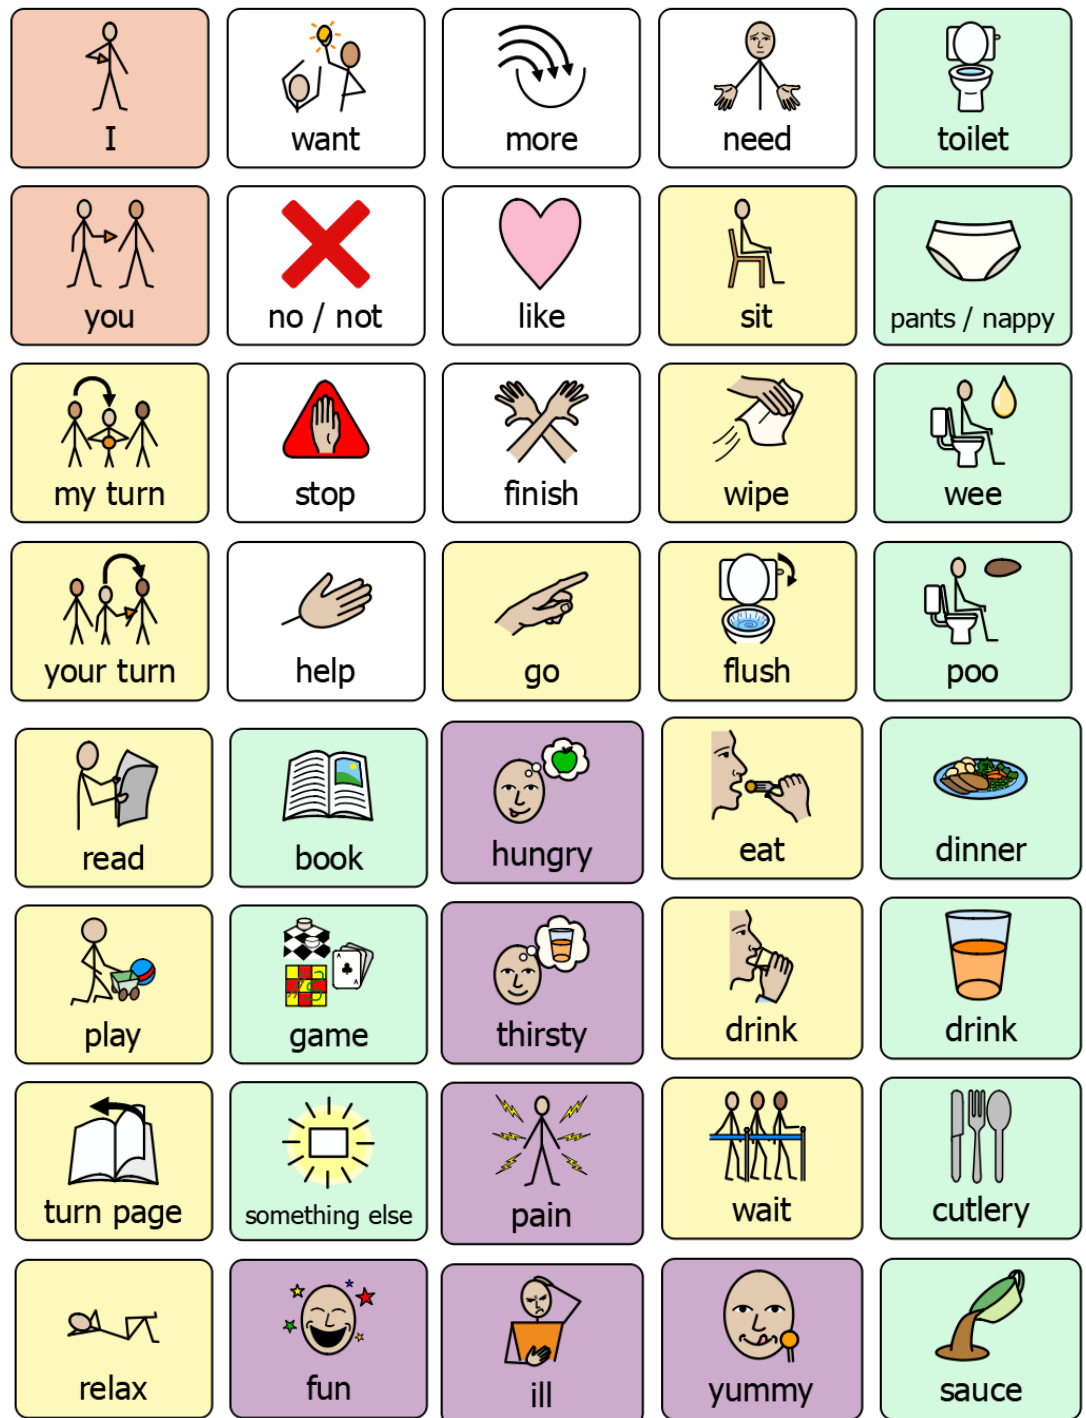 I
want
more
need
toilet
you
no / not
like
sit
pants / nappy
my turn
stop
finish
wipe
wee
your turn
help
go
flush
poo
read
book
hungry
eat
dinner
play
game
thirsty
drink
drink
turn page
something else
pain
wait
cutlery
relax
fun
ill
yummy
sauce